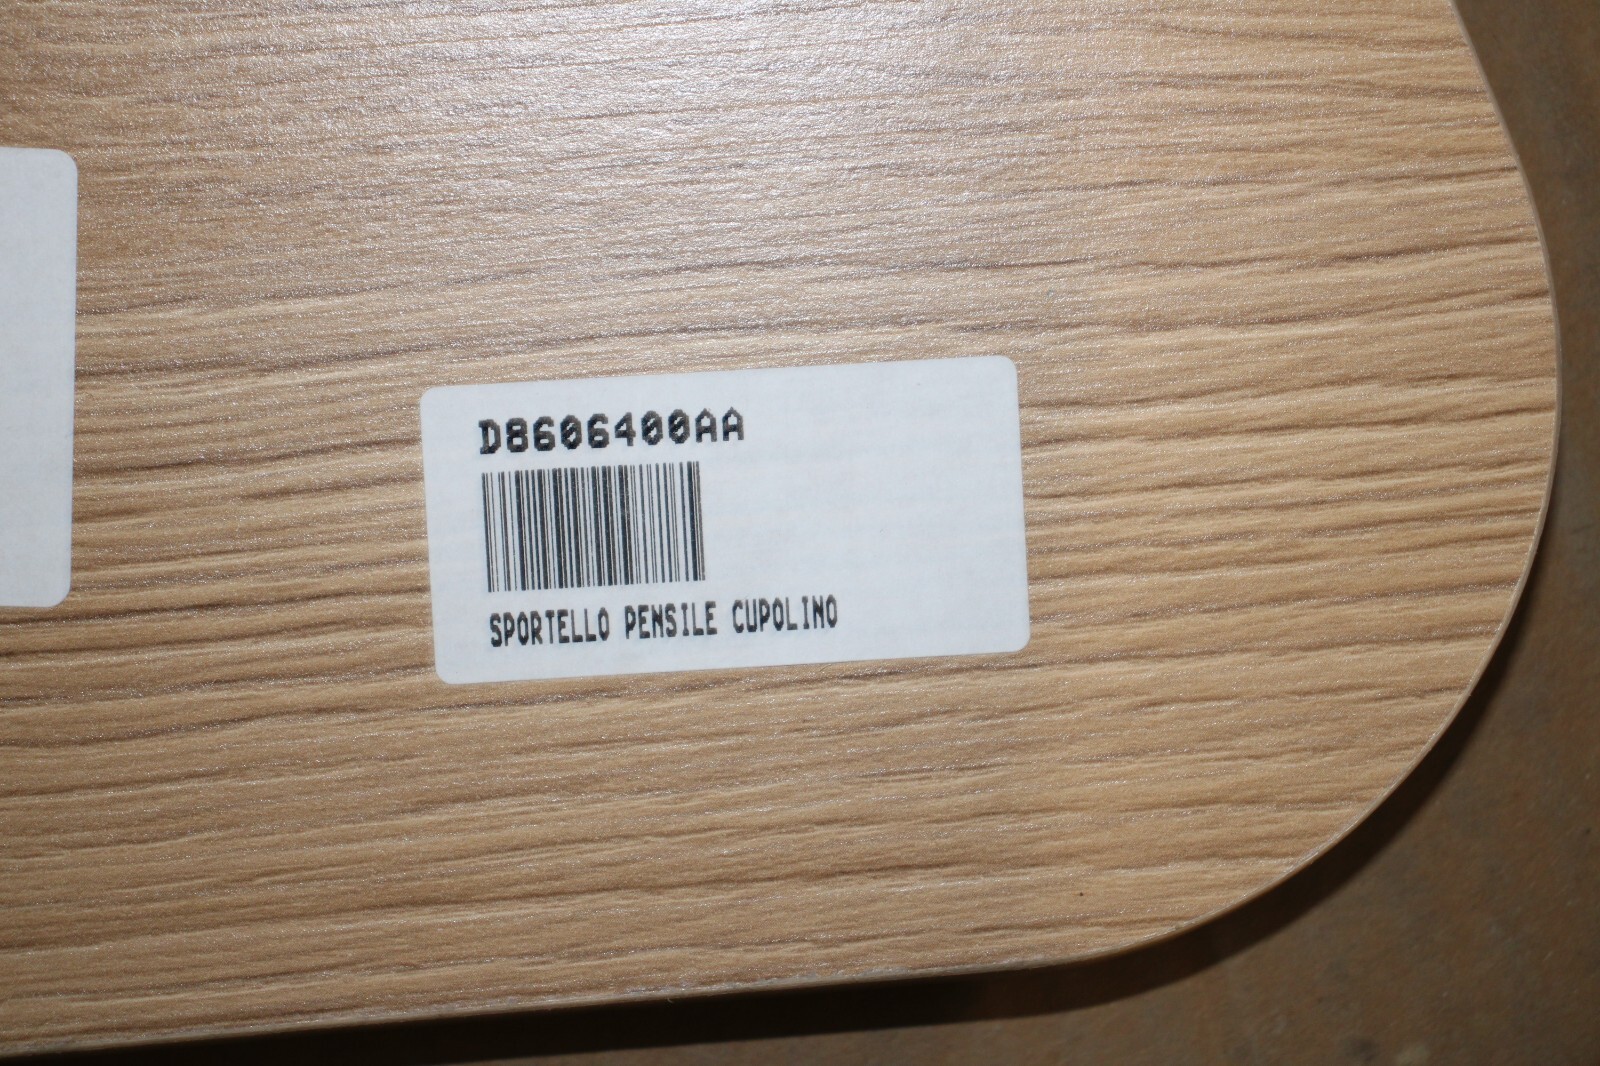 D8606400AA
SPORTELLO PENSILE CUPOLINO